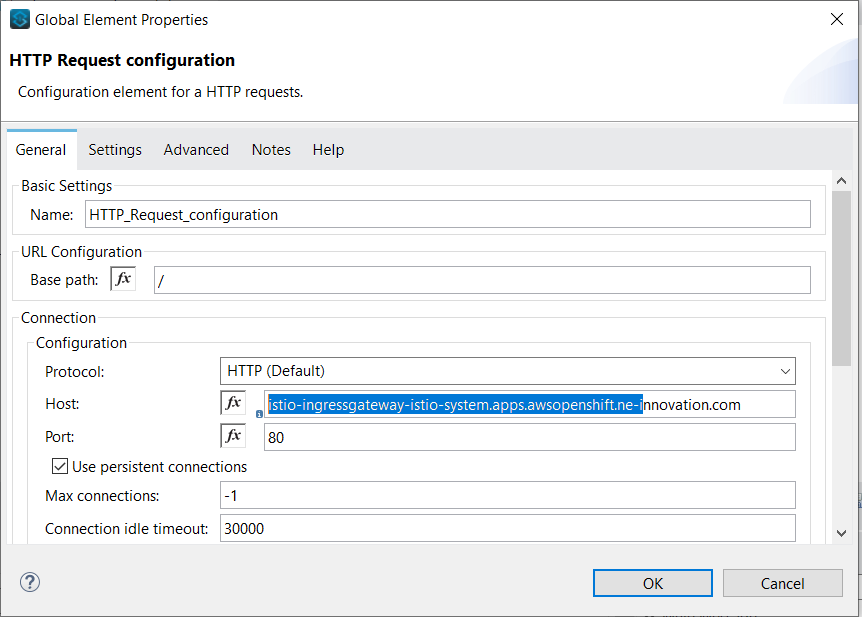 Global Element Properties
HTTP Request configuration
Configuration element for a HTTP requests.
General Settings Advanced Notes Help
Basic Settings
Name: HTTP_Request_configuration
URL Configuration
Base path: fx /
Connection
Configuration
Protocol: HTTP (Default)
Host: fx istio-ingressgateway-istio-system.apps.awsopenshift.ne-innovation.com
Port: fx 80
Use persistent connections
Max connections: -1
Connection idle timeout: 30000
? OK Cancel